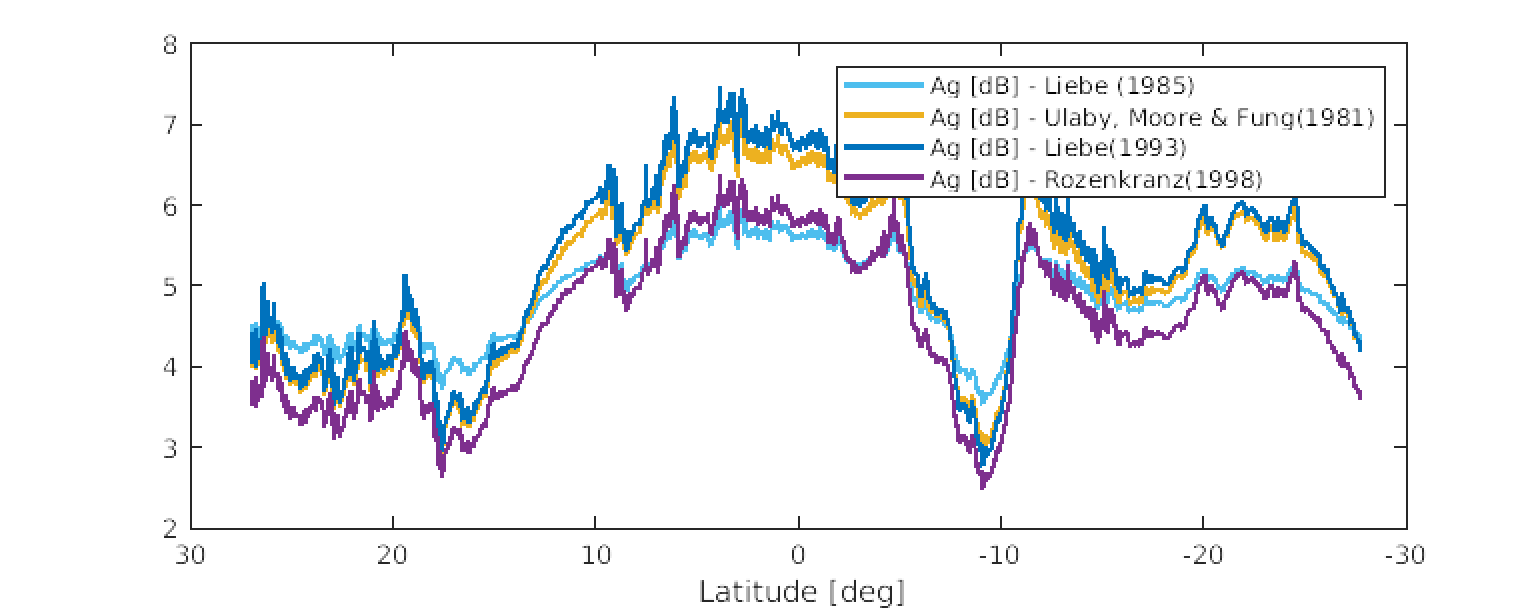 8
7
6
5
4
3
2
30 20 10 0 -10 -20 -30
Latitude [deg]
Ag [dB] - Liebe (1985)
Ag [dB] - Ulaby, Moore & Fung(1981)
Ag [dB] - Liebe(1993)
Ag [dB] - Rozenkranz(1998)